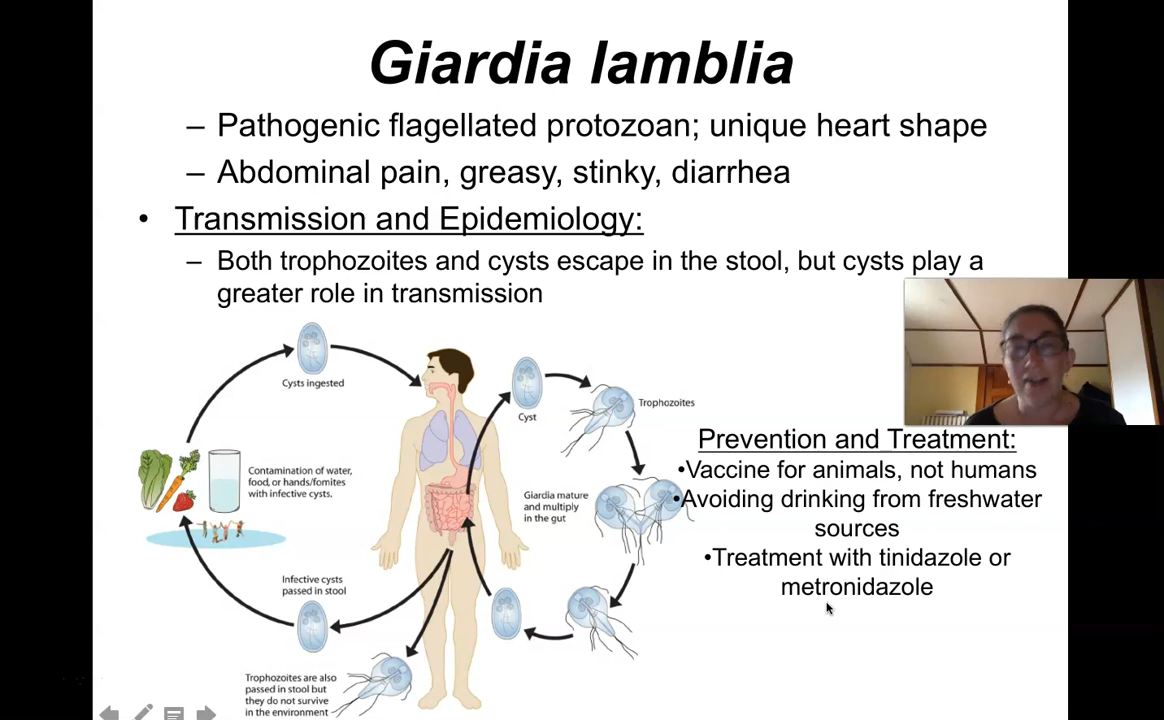 Giardia lamblia
– Pathogenic flagellated protozoan; unique heart shape
– Abdominal pain, greasy, stinky, diarrhea
• Transmission and Epidemiology:
– Both trophozoites and cysts escape in the stool, but cysts play a
greater role in transmission
Cysts ingested
Cyst
Trophozoites
Contamination of water,
food, or hands/fomites
with infective cysts.
Giardia mature
and multiply
in the gut
Infective cysts
passed in stool
Trophozoites are also
passed in stool but
they do not survive
in the environment
Prevention and Treatment:
•Vaccine for animals, not humans
•Avoiding drinking from freshwater
sources
•Treatment with tinidazole or
metronidazole